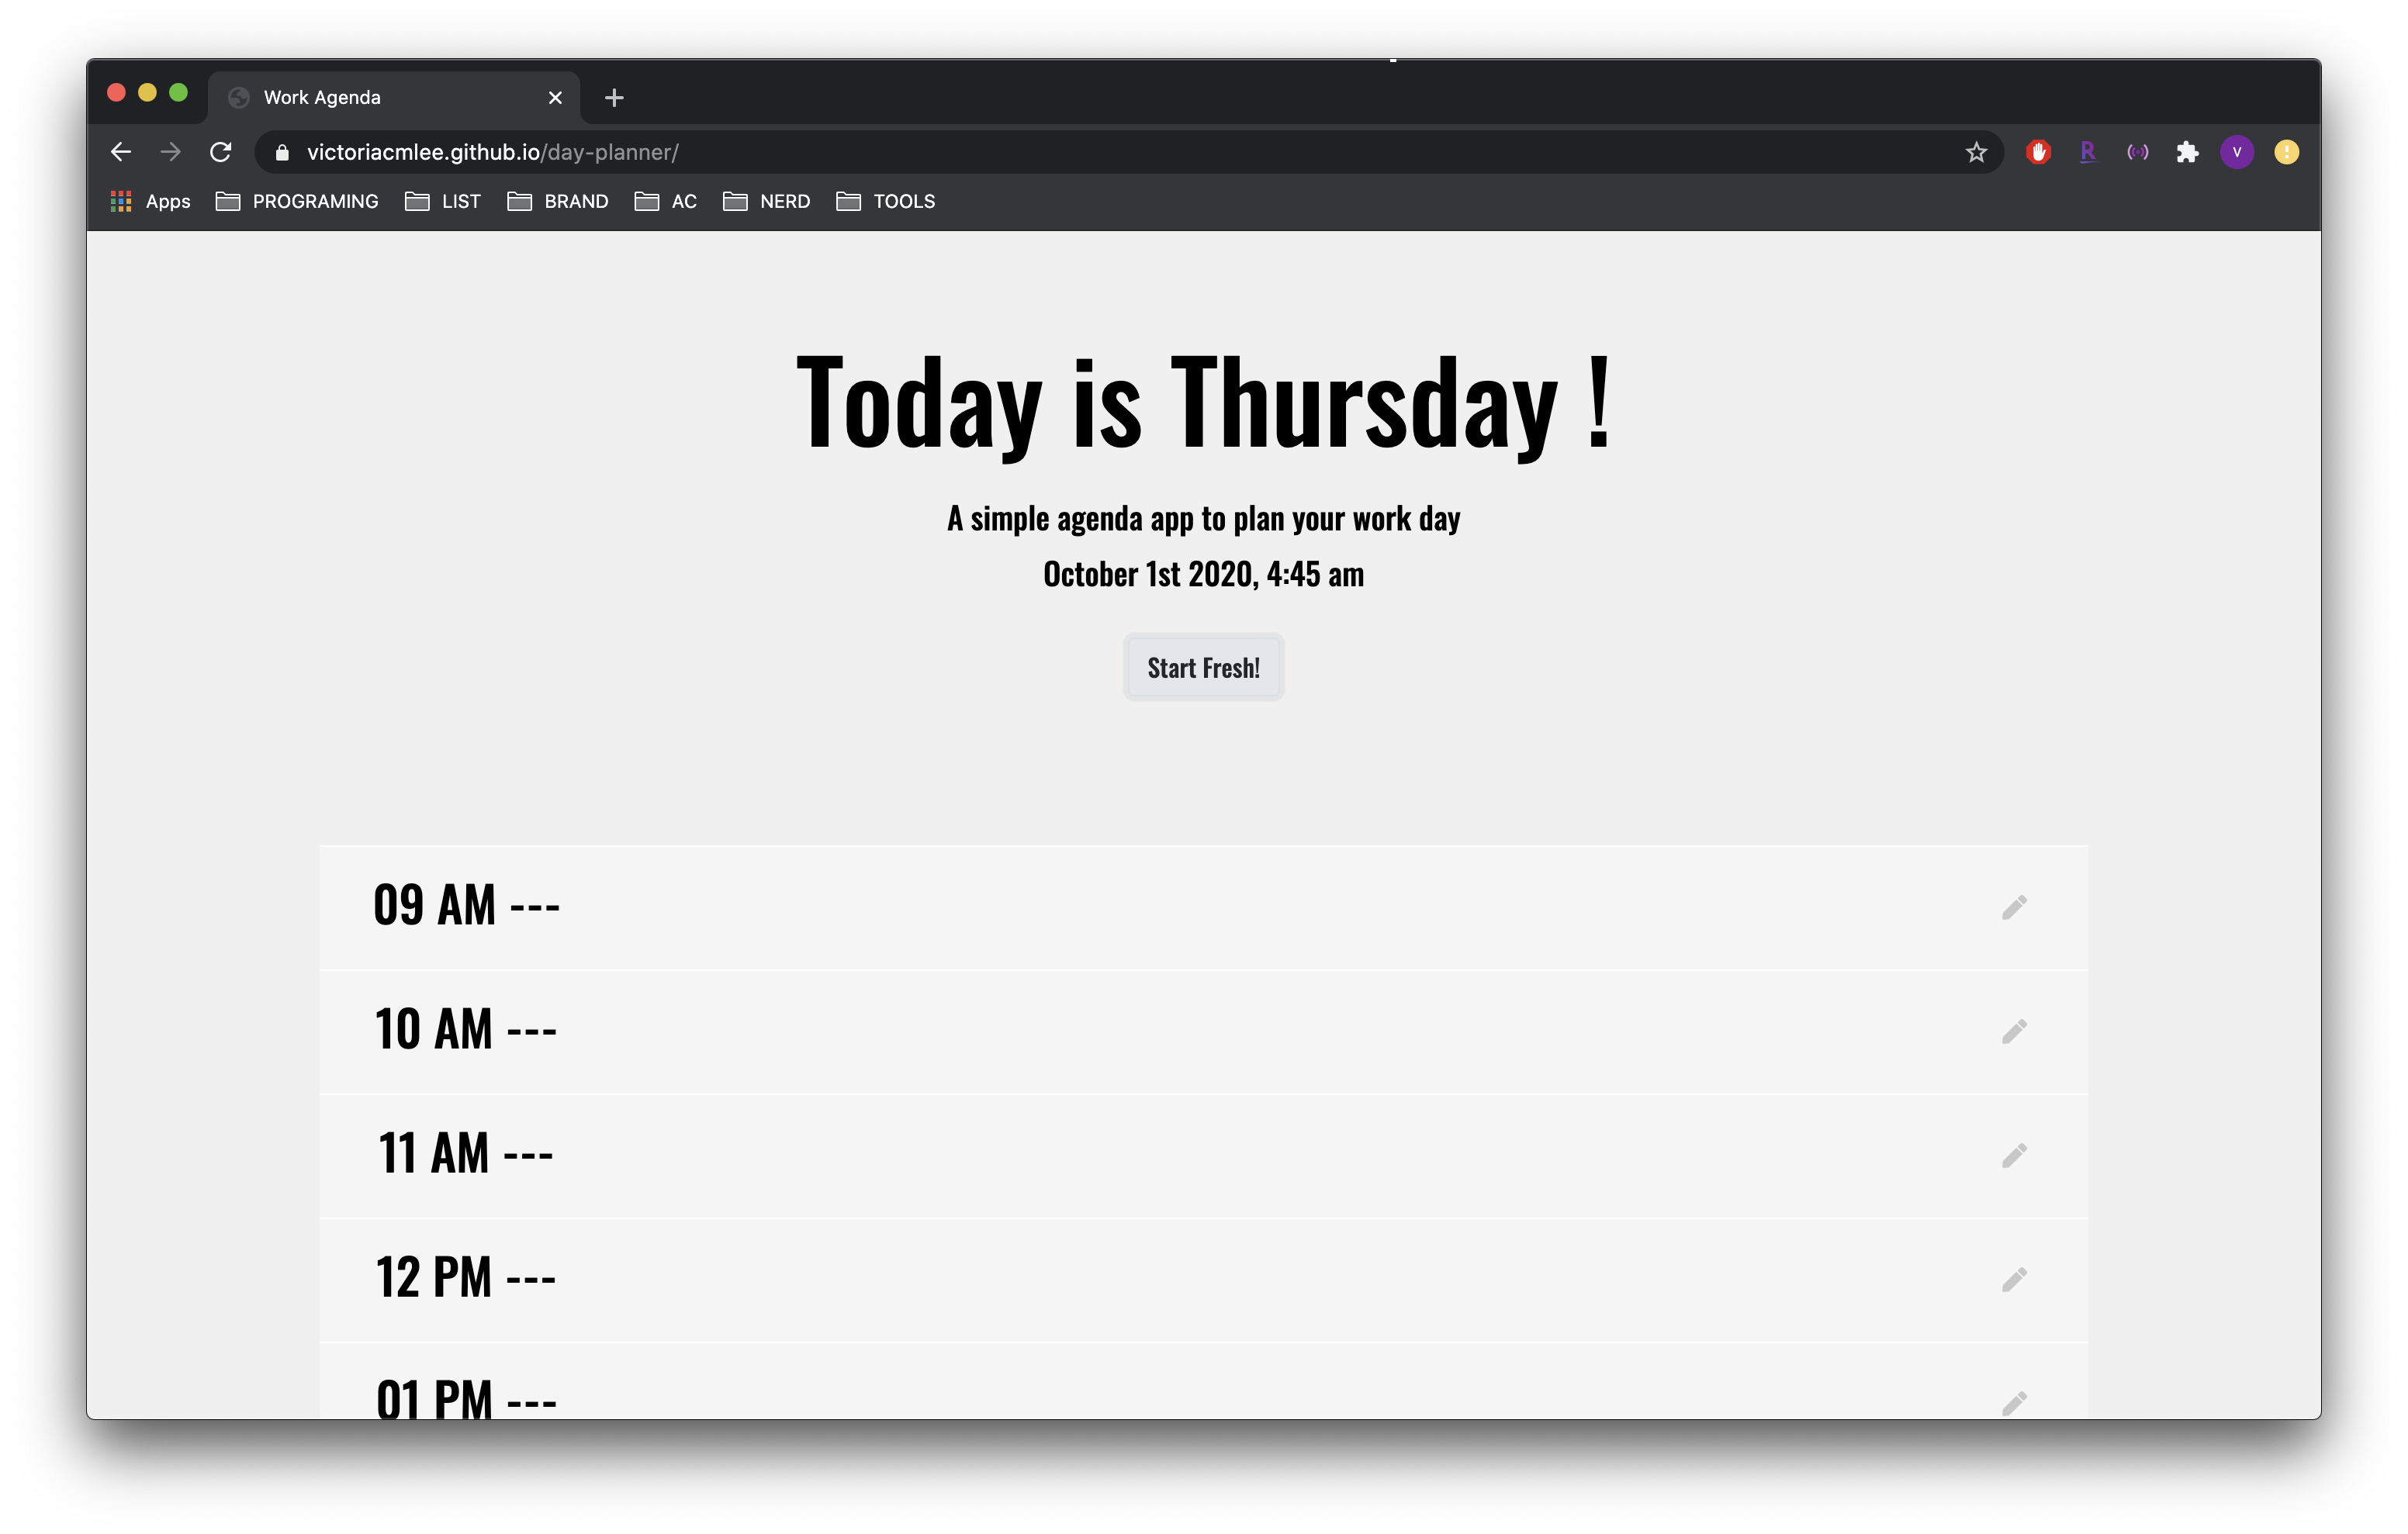 Work Agenda
victoriacmlee.github.io/day-planner/
R V
Apps PROGRAMING LIST BRAND AC NERD TOOLS
Today is Thursday !
A simple agenda app to plan your work day
October 1st 2020, 4:45 am
Start Fresh!
09 AM ---
10 AM ---
11 AM ---
12 PM ---
01 PM ---